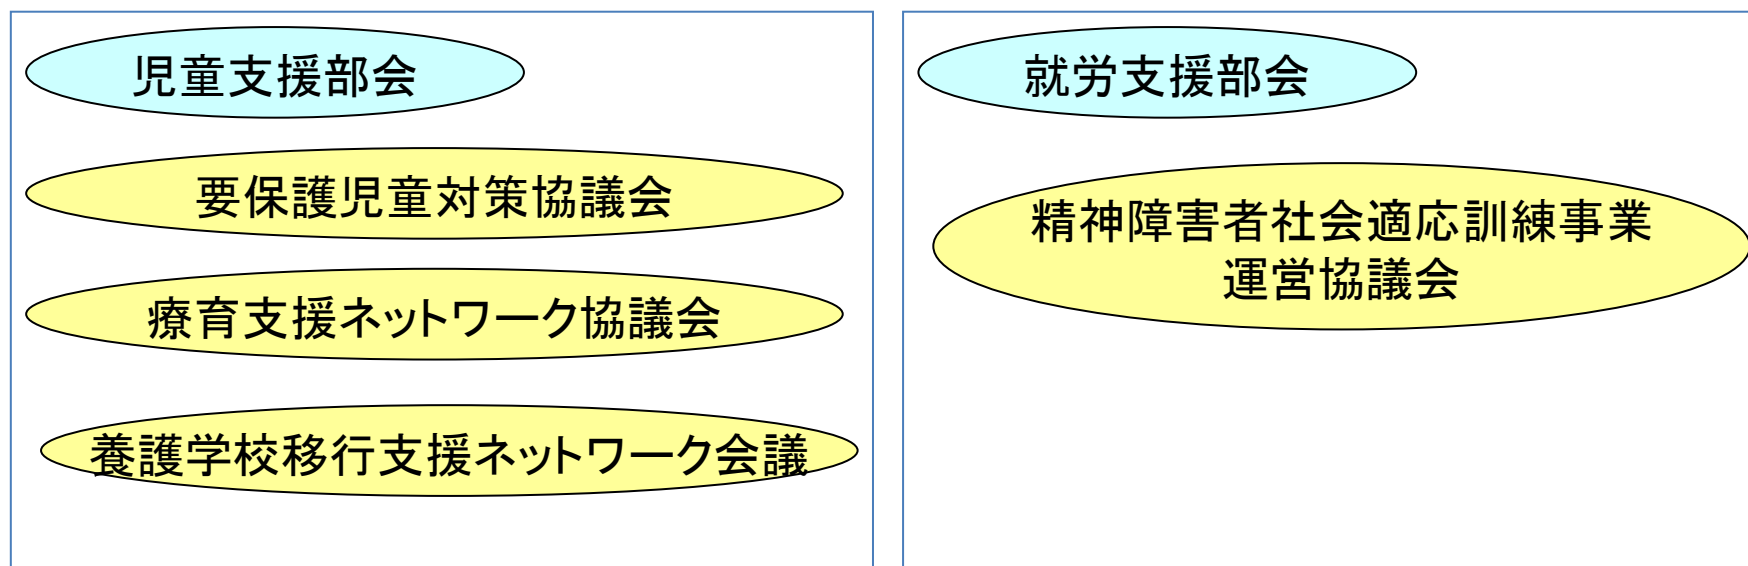 児童支援部会
要保護児童対策協議会
療育支援ネットワーク協議会
養護学校移行支援ネットワーク会議
就労支援部会
精神障害者社会適応訓練事業
運営協議会